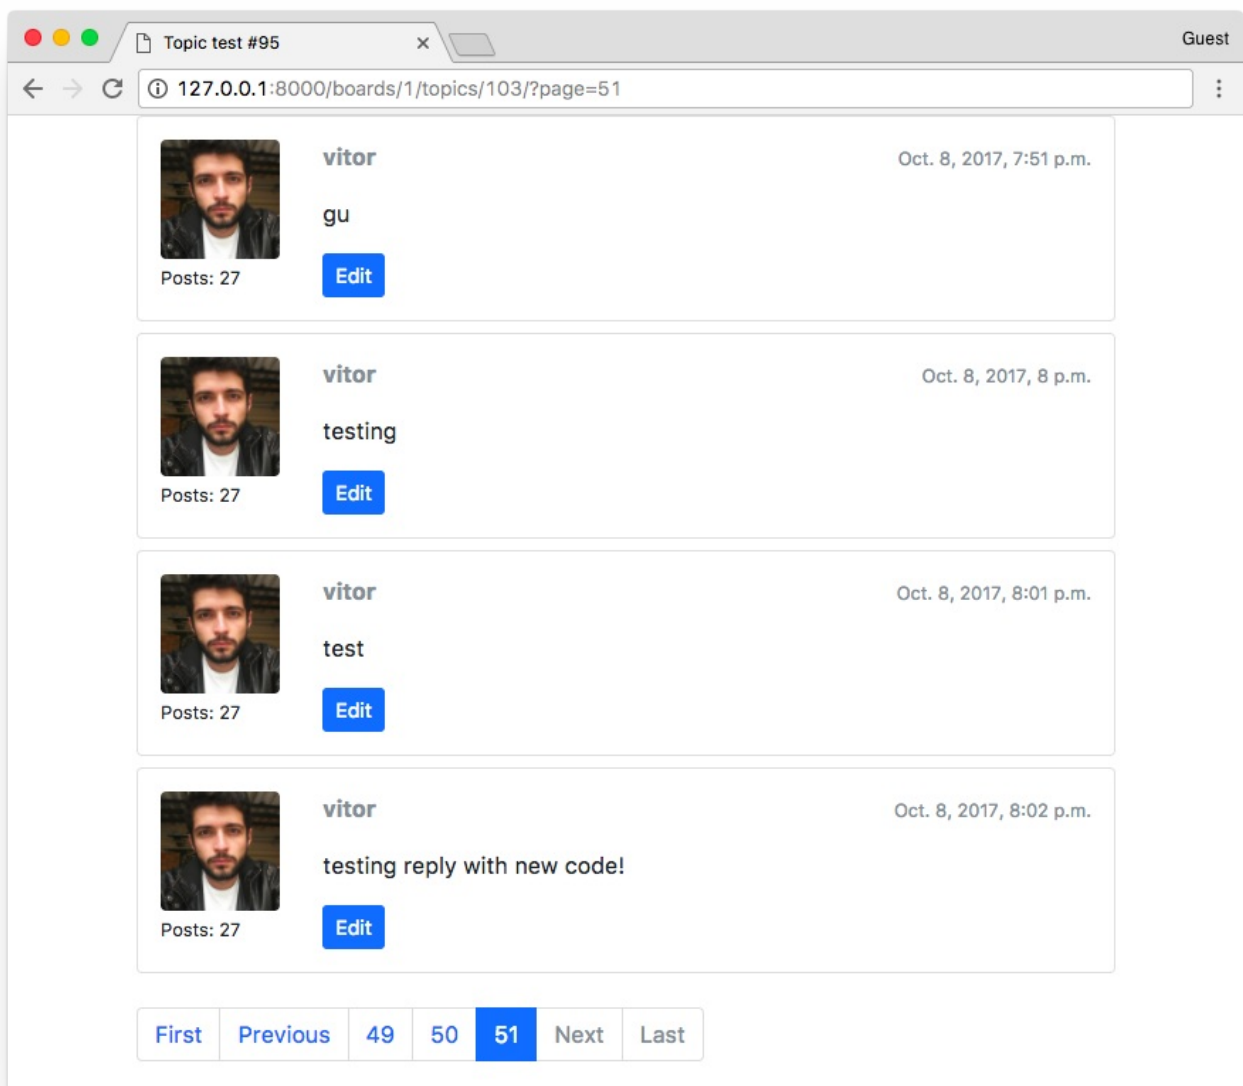 Topic test #95
Guest
127.0.0.1:8000/boards/1/topics/103/?page=51
vitor
Oct. 8, 2017, 7:51 p.m.
gu
Edit
Posts: 27
vitor
Oct. 8, 2017, 8 p.m.
testing
Edit
Posts: 27
vitor
Oct. 8, 2017, 8:01 p.m.
test
Edit
Posts: 27
vitor
Oct. 8, 2017, 8:02 p.m.
testing reply with new code!
Edit
Posts: 27
First Previous 49 50 51 Next Last